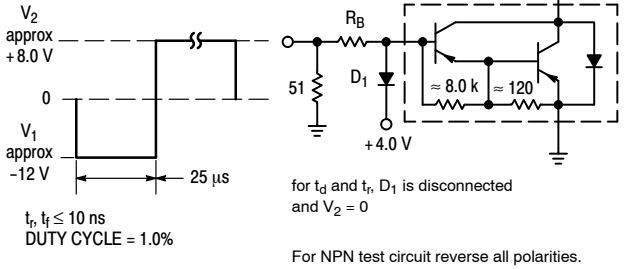 V₂
approx
+8.0 V
0
V₁
approx
-12 V
25 μs
tᵣ, t_f ≤ 10 ns
DUTY CYCLE = 1.0%
R_B
51
D₁
+4.0 V
≈ 8.0 k
≈ 120
for t_d and tᵣ, D₁ is disconnected
and V₂ = 0
For NPN test circuit reverse all polarities.